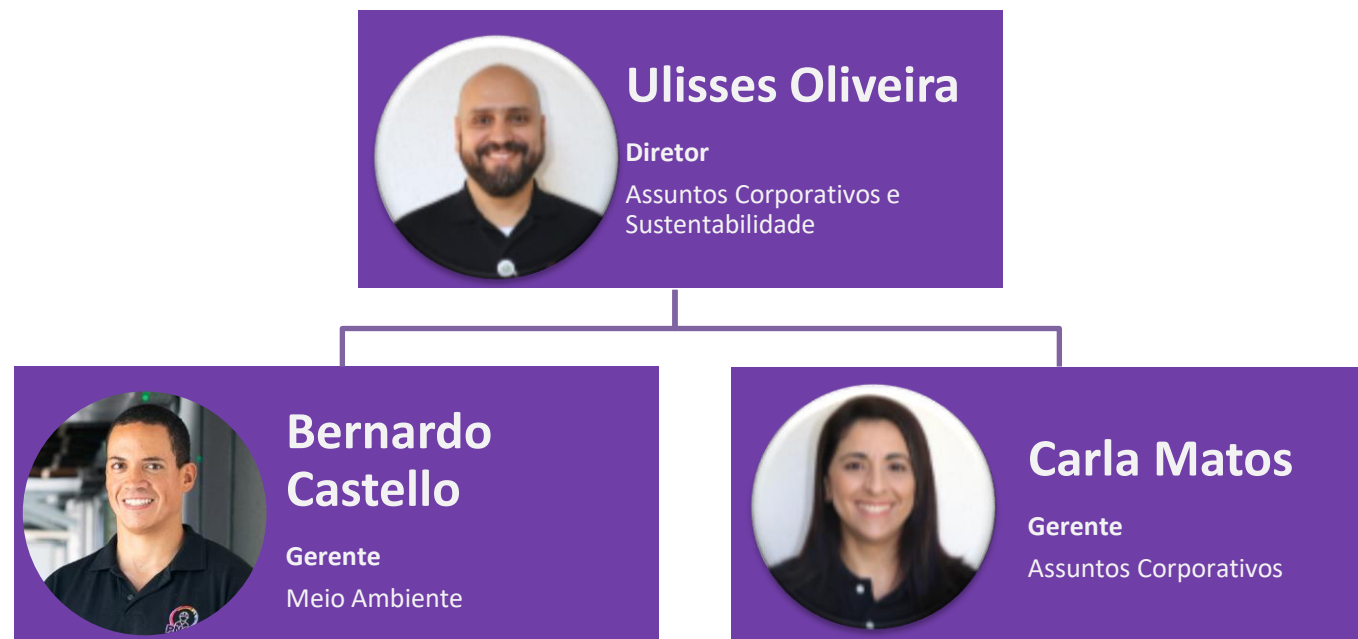 Ulisses Oliveira
Diretor
Assuntos Corporativos e
Sustentabilidade
Bernardo
Castello
Gerente
Meio Ambiente
Carla Matos
Gerente
Assuntos Corporativos